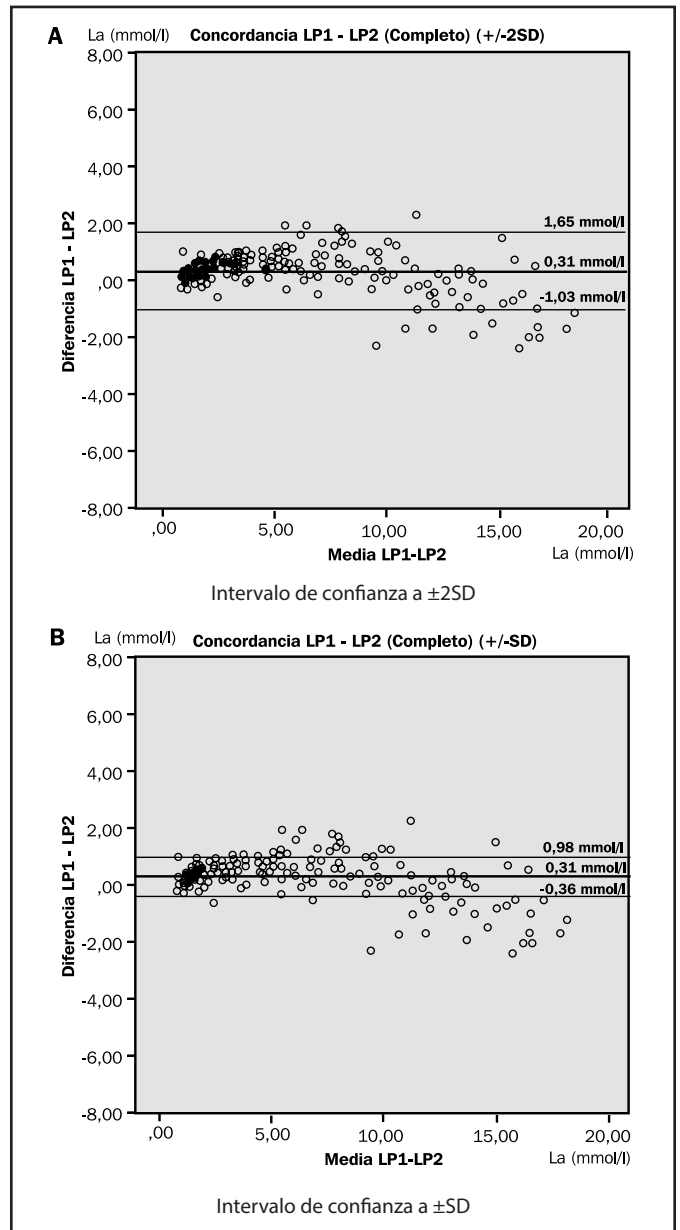 A La (mmol/l) Concordancia LP1 - LP2 (Completo) (+/-2SD)
8,00
6,00
4,00
2,00
,00
-2,00
-4,00
-6,00
-8,00
Diferencia LP1 - LP2
1,65 mmol/l
0,31 mmol/l
-1,03 mmol/l
,00 5,00 10,00 15,00 20,00
Media LP1-LP2 La (mmol/l)
Intervalo de confianza a ±2SD
B La (mmol/l) Concordancia LP1 - LP2 (Completo) (+/-SD)
8,00
6,00
4,00
2,00
,00
-2,00
-4,00
-6,00
-8,00
Diferencia LP1 - LP2
0,98 mmol/l
0,31 mmol/l
-0,36 mmol/l
,00 5,00 10,00 15,00 20,00
Media LP1-LP2 La (mmol/l)
Intervalo de confianza a ±SD